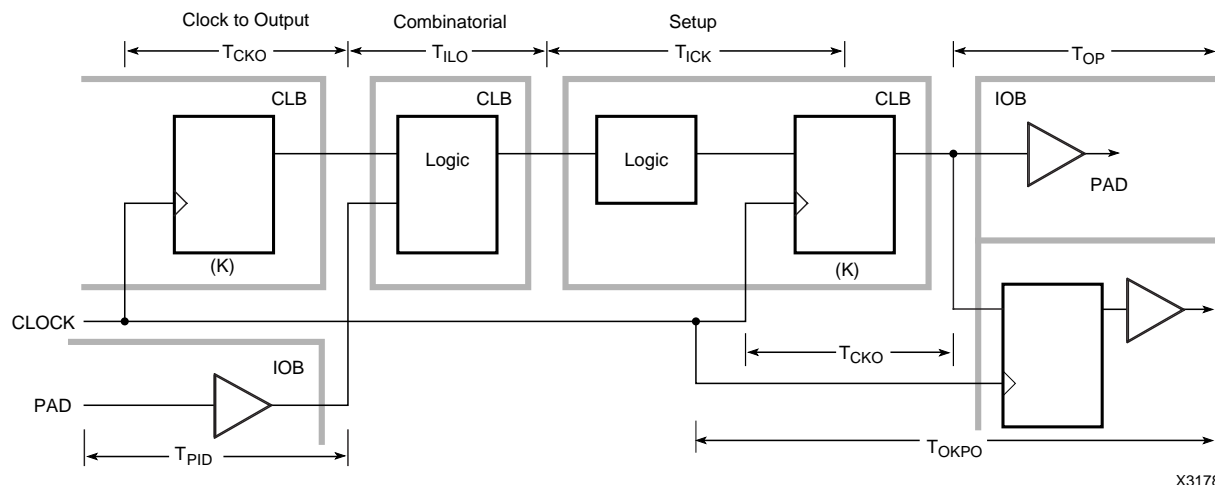 Clock to Output
Combinatorial
Setup
TCKO
TILO
TICK
TOP
CLB
CLB
CLB
IOB
Logic
Logic
PAD
(K)
(K)
CLOCK
TCKO
IOB
PAD
TPID
TOKPO
X3178